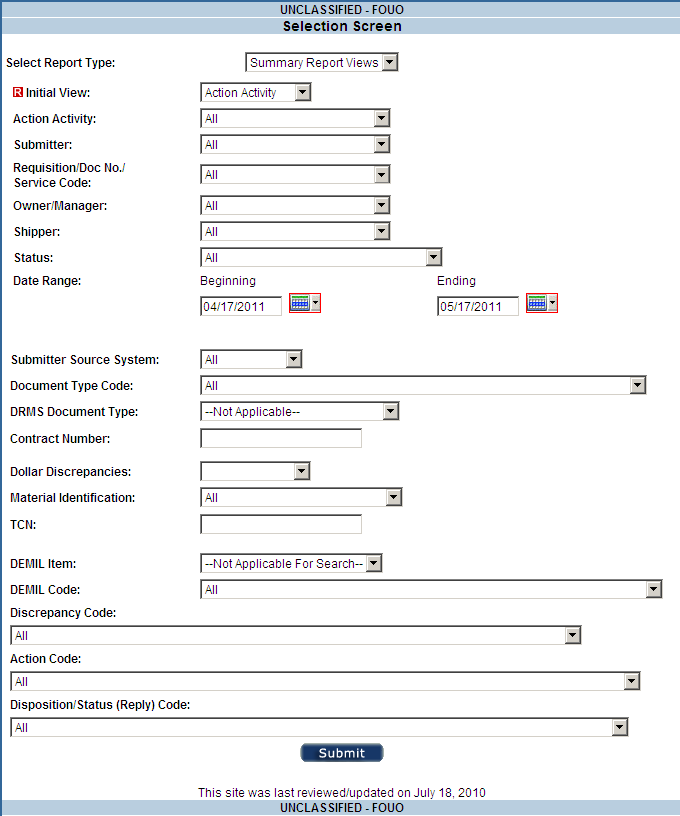 UNCLASSIFIED - FOUO
Selection Screen
Select Report Type: Summary Report Views
R Initial View: Action Activity
Action Activity: All
Submitter: All
Requisition/Doc No./
Service Code: All
Owner/Manager: All
Shipper: All
Status: All
Date Range: Beginning Ending
04/17/2011 05/17/2011
Submitter Source System: All
Document Type Code: All
DRMS Document Type: --Not Applicable--
Contract Number:
Dollar Discrepancies:
Material Identification: All
TCN:
DEMIL Item: --Not Applicable For Search--
DEMIL Code: All
Discrepancy Code:
All
Action Code:
All
Disposition/Status (Reply) Code:
All
Submit
This site was last reviewed/updated on July 18, 2010
UNCLASSIFIED - FOUO